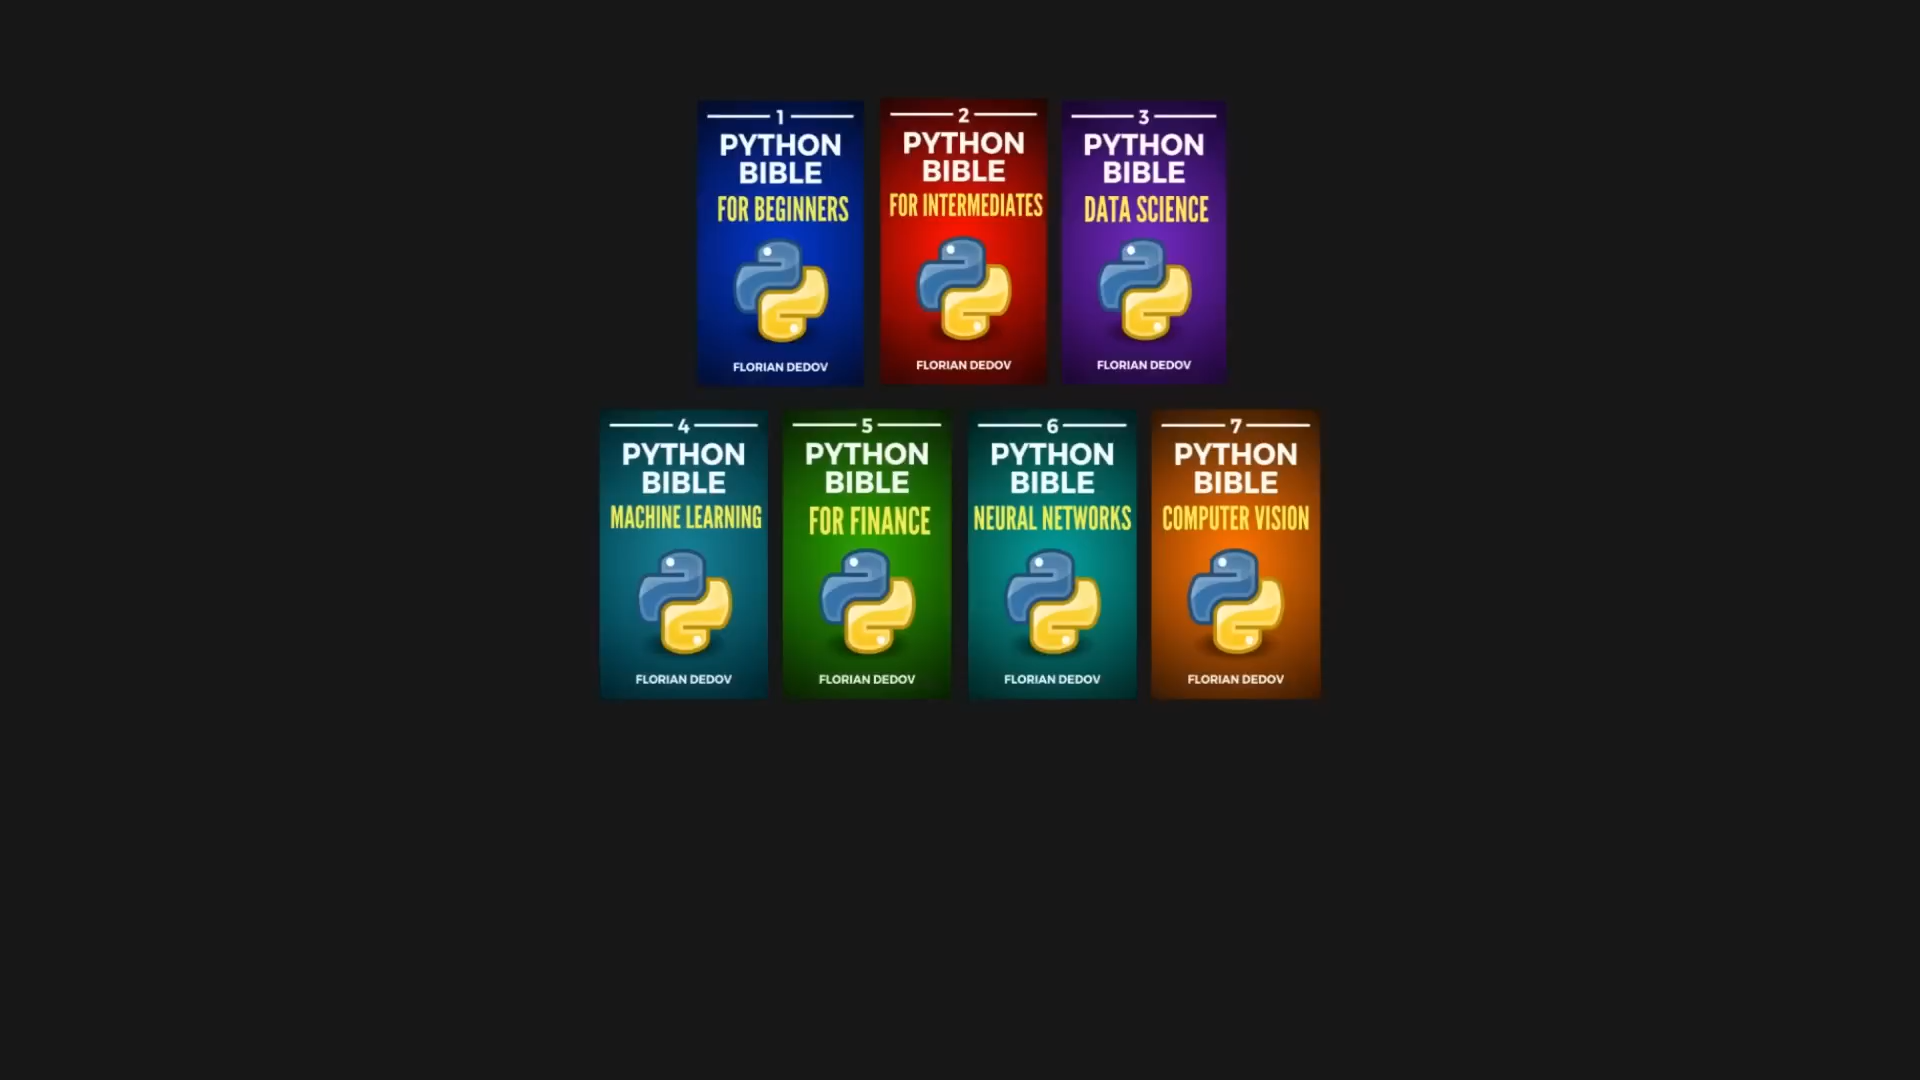 1
PYTHON
BIBLE
FOR BEGINNERS
FLORIAN DEDOV
2
PYTHON
BIBLE
FOR INTERMEDIATES
FLORIAN DEDOV
3
PYTHON
BIBLE
DATA SCIENCE
FLORIAN DEDOV
4
PYTHON
BIBLE
MACHINE LEARNING
FLORIAN DEDOV
5
PYTHON
BIBLE
FOR FINANCE
FLORIAN DEDOV
6
PYTHON
BIBLE
NEURAL NETWORKS
FLORIAN DEDOV
7
PYTHON
BIBLE
COMPUTER VISION
FLORIAN DEDOV